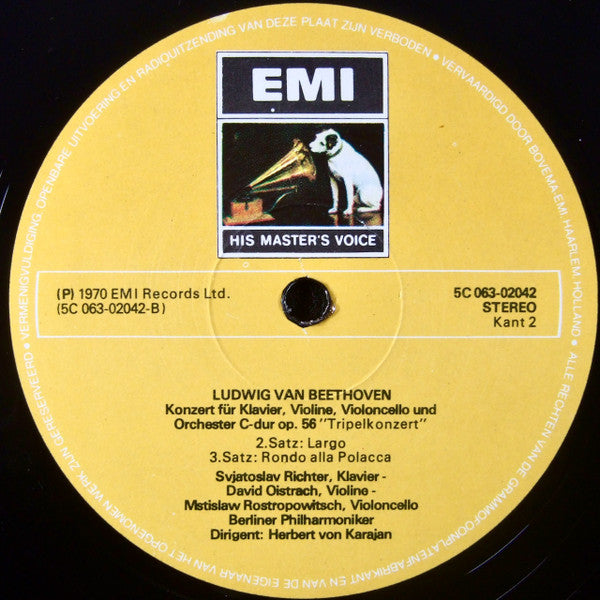 EMI
HIS MASTER'S VOICE
(P) 1970 EMI Records Ltd.
(5C 063-02042-B)
5C 063-02042
STEREO
Kant 2
LUDWIG VAN BEETHOVEN
Konzert für Klavier, Violine, Violoncello und
Orchester C-dur op. 56 "Tripelkonzert"
2.Satz: Largo
3.Satz: Rondo alla Polacca
Svjatoslav Richter, Klavier -
David Oistrach, Violine -
Mstislaw Rostropowitsch, Violoncello
Berliner Philharmoniker
Dirigent: Herbert von Karajan
VERVAARDIGD DOOR BOVEMA-EMI HAARLEM HOLLAND • ALLE RECHTEN VAN DE GRAMMOFOONPLATENFABRIKANT EN VAN DE EIGENAAR VAN HET OPGENOMEN WERK ZIJN GERESERVEERD • VERMENIGVULDIGING, OPENBARE UITVOERING EN RADIOUITZENDING VAN DEZE PLAAT ZIJN VERBODEN •